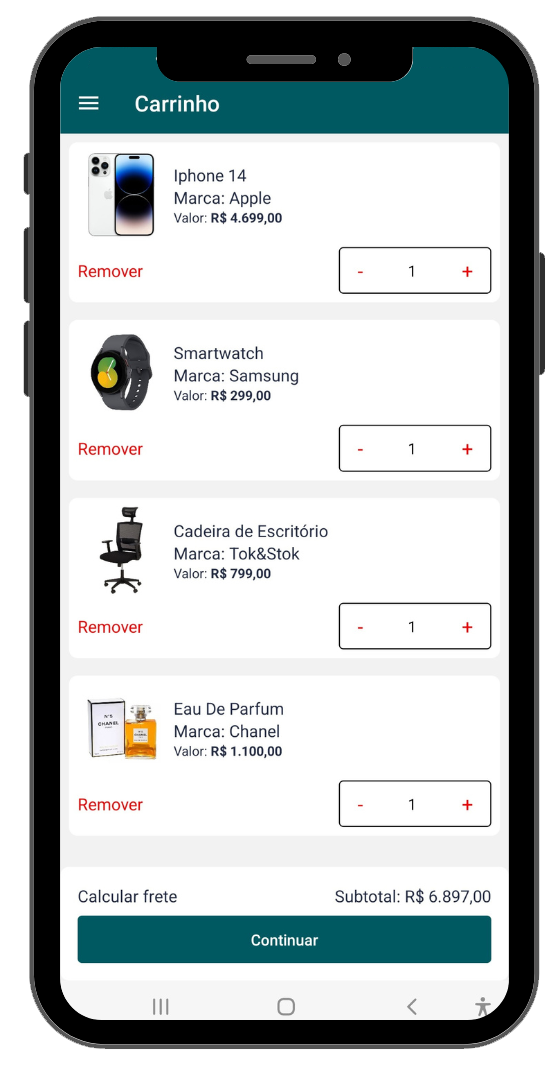 Carrinho
Iphone 14
Marca: Apple
Valor: R$ 4.699,00
Remover
- 1 +
Smartwatch
Marca: Samsung
Valor: R$ 299,00
Remover
- 1 +
Cadeira de Escritório
Marca: Tok&Stok
Valor: R$ 799,00
Remover
- 1 +
Eau De Parfum
Marca: Chanel
Valor: R$ 1.100,00
N°5
CHANEL
CHANEL
Remover
- 1 +
Calcular frete
Subtotal: R$ 6.897,00
Continuar